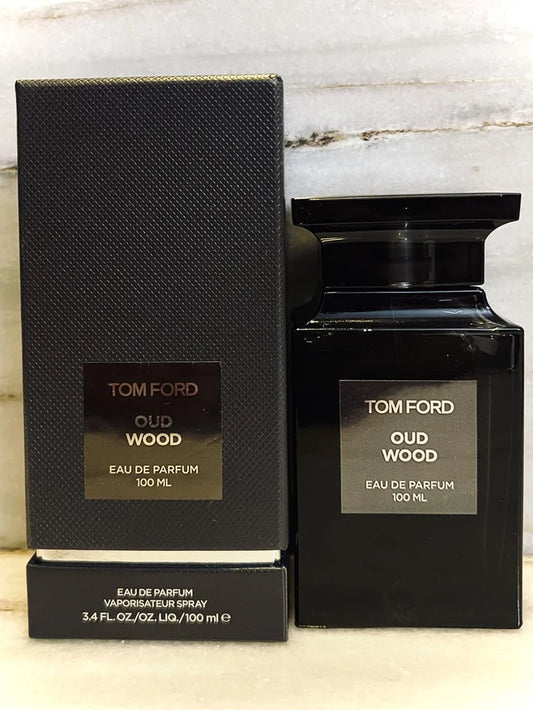 TOM FORD
OUD
WOOD
EAU DE PARFUM
100 ML
EAU DE PARFUM
VAPORISATEUR SPRAY
3.4 FL. OZ./OZ. LIQ./100 ml ℮
TOM FORD
OUD
WOOD
EAU DE PARFUM
100 ML